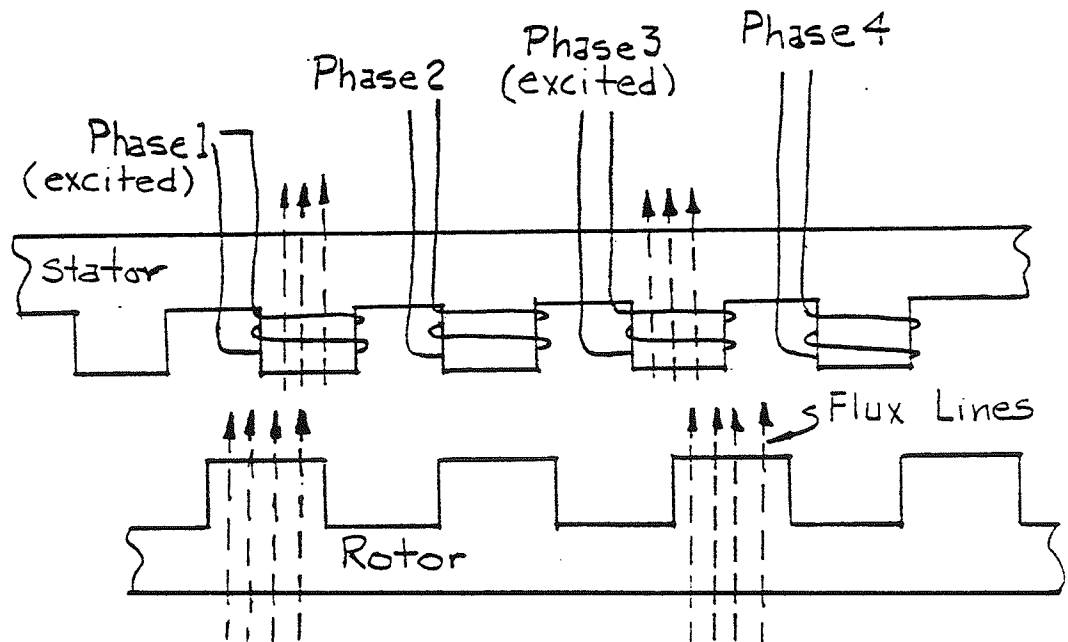 Phase 1
(excited)
Phase 2
Phase 3
(excited)
Phase 4
Stator
Flux Lines
Rotor